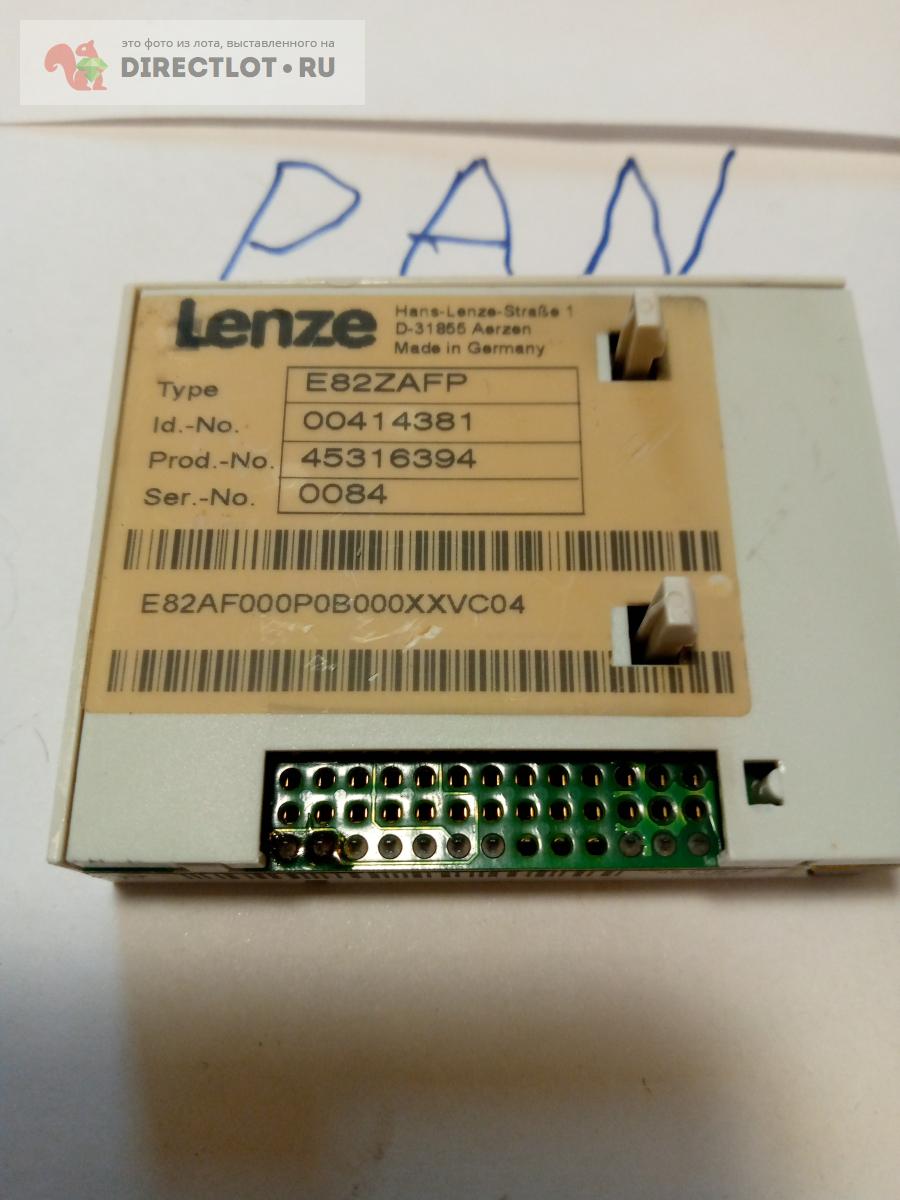 это фото из лота, выставленного на
DIRECTLOT•RU
PAN
Lenze
Hans-Lenze-Straße 1
D-31855 Aerzen
Made in Germany
Type E82ZAFP
Id.-No. 00414381
Prod.-No. 45316394
Ser.-No. 0084
E82AF000P0B000XXVC04